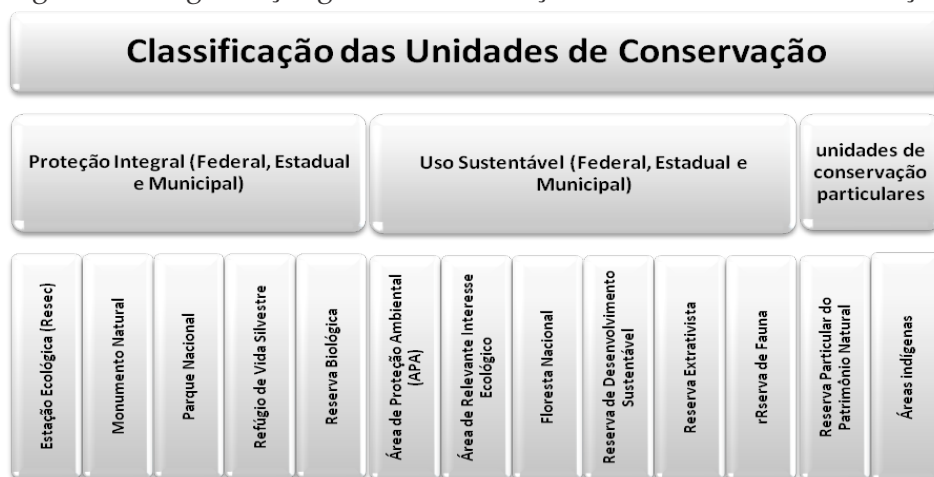 Classificação das Unidades de Conservação
Proteção Integral (Federal, Estadual
e Municipal)
Uso Sustentável (Federal, Estadual e
Municipal)
unidades de
conservação
particulares
Estação Ecológica (Resec)
Monumento Natural
Parque Nacional
Refúgio de Vida Silvestre
Reserva Biológica
Área de Proteção Ambiental
(APA)
Área de Relevante Interesse
Ecológico
Floresta Nacional
Reserva de Desenvolvimento
Sustentável
Reserva Extrativista
rRserva de Fauna
Reserva Particular do
Patrimônio Natural
Áreas indígenas